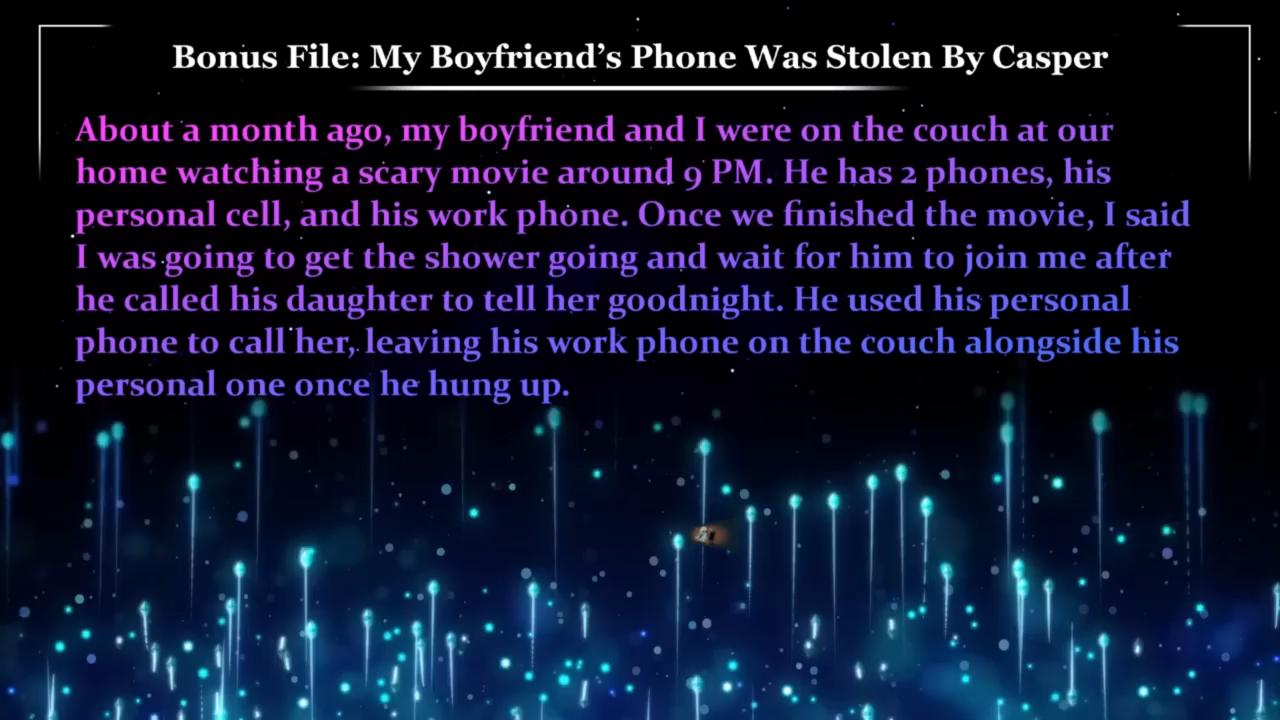 Bonus File: My Boyfriend’s Phone Was Stolen By Casper
About a month ago, my boyfriend and I were on the couch at our
home watching a scary movie around 9 PM. He has 2 phones, his
personal cell, and his work phone. Once we finished the movie, I said
I was going to get the shower going and wait for him to join me after
he called his daughter to tell her goodnight. He used his personal
phone to call her, leaving his work phone on the couch alongside his
personal one once he hung up.